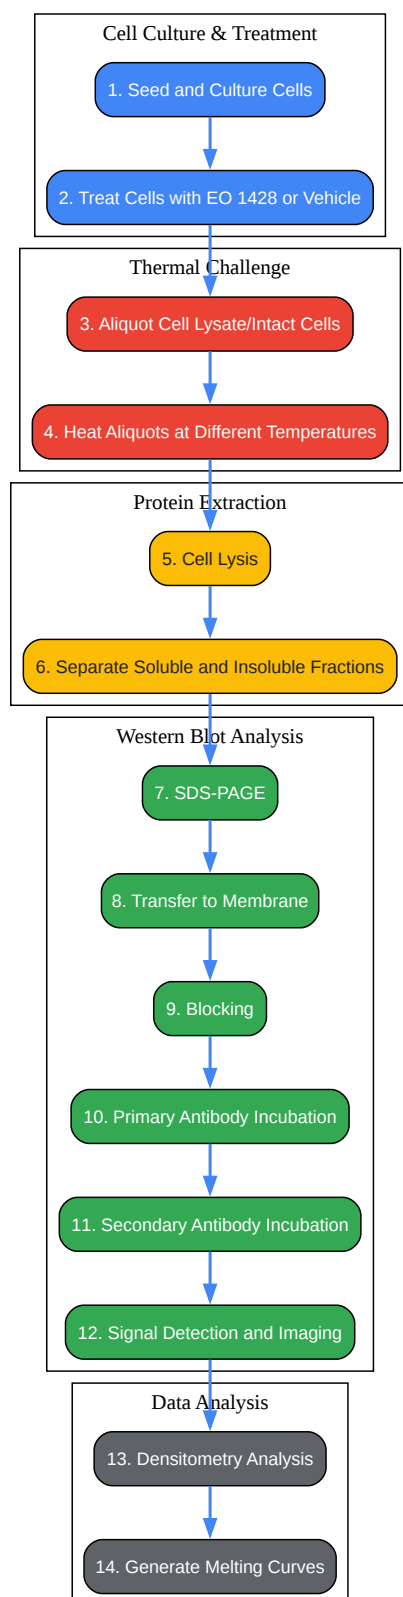 Cell Culture & Treatment
1. Seed and Culture Cells
2. Treat Cells with EO 1428 or Vehicle
Thermal Challenge
3. Aliquot Cell Lysate/Intact Cells
4. Heat Aliquots at Different Temperatures
Protein Extraction
5. Cell Lysis
6. Separate Soluble and Insoluble Fractions
Western Blot Analysis
7. SDS-PAGE
8. Transfer to Membrane
9. Blocking
10. Primary Antibody Incubation
11. Secondary Antibody Incubation
12. Signal Detection and Imaging
Data Analysis
13. Densitometry Analysis
14. Generate Melting Curves